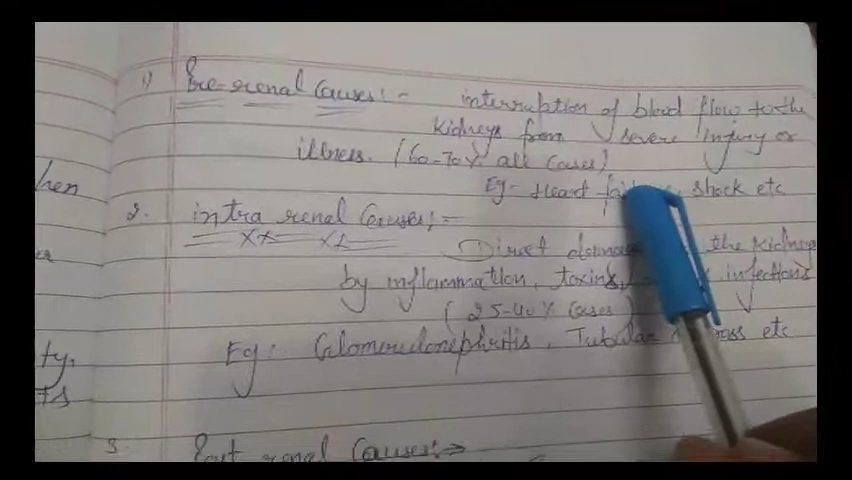 1) Pre-renal Causes:- interruption of blood flow to the
kidneys from severe injury or
illness. (60-70% all Cases)
Eg- Heart shock etc
hen
2. intra renal Causes:-
Direct the kidneys
by inflammation, toxins, infections
(25-40% Cases
Eg: Glomerulonephritis, Tubular etc
ty.
3 Post renal Causes:→